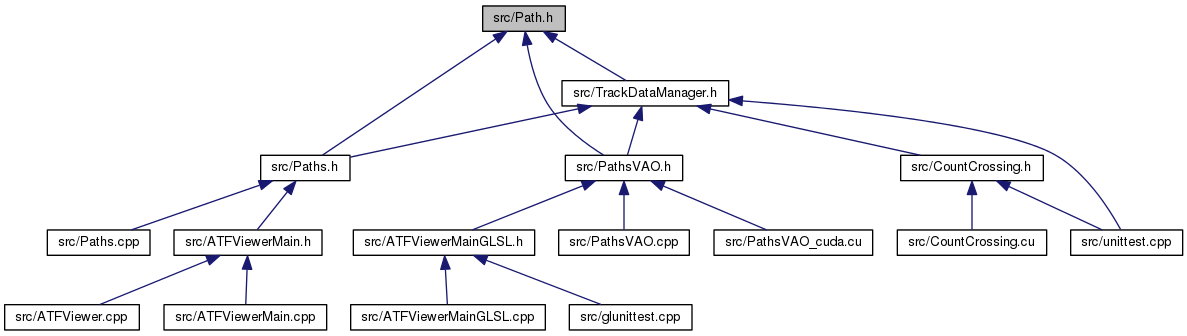 src/Path.h
src/TrackDataManager.h
src/Paths.h
src/PathsVAO.h
src/CountCrossing.h
src/Paths.cpp
src/ATFViewerMain.h
src/ATFViewerMainGLSL.h
src/PathsVAO.cpp
src/PathsVAO_cuda.cu
src/CountCrossing.cu
src/unittest.cpp
src/ATFViewer.cpp
src/ATFViewerMain.cpp
src/ATFViewerMainGLSL.cpp
src/glunittest.cpp